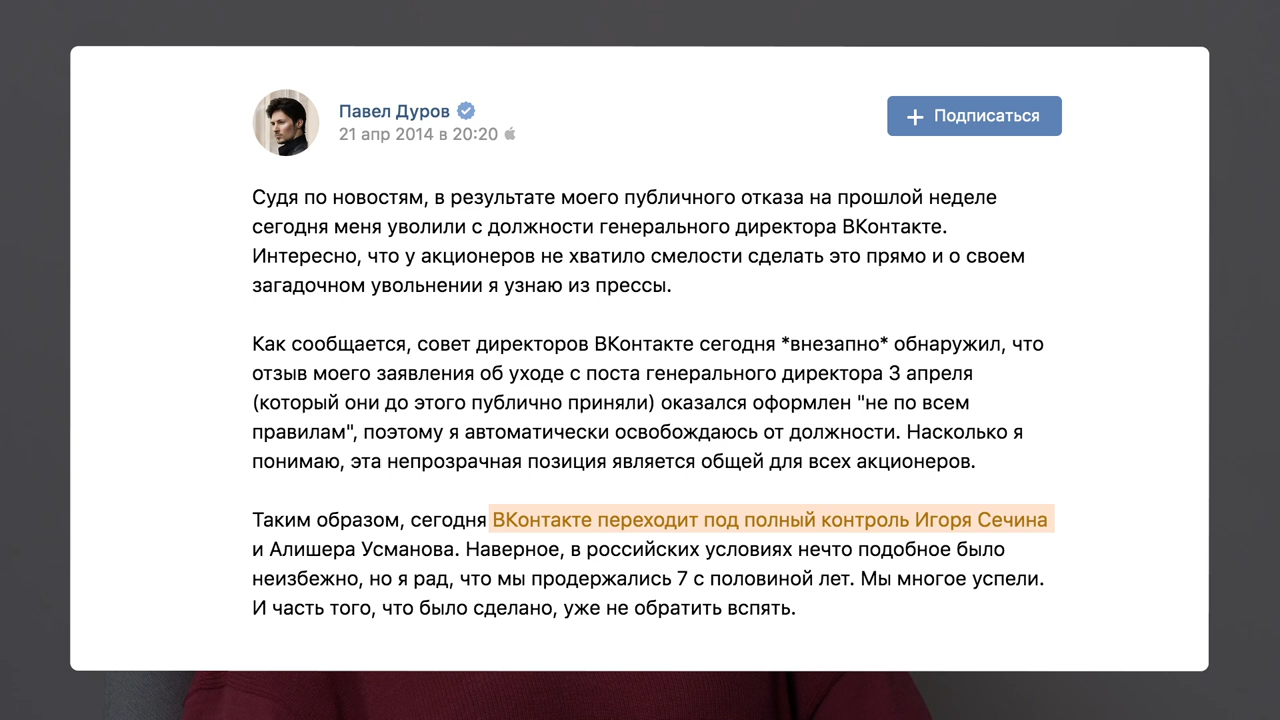 Павел Дуров
21 апр 2014 в 20:20
+ Подписаться
Судя по новостям, в результате моего публичного отказа на прошлой неделе
сегодня меня уволили с должности генерального директора ВКонтакте.
Интересно, что у акционеров не хватило смелости сделать это прямо и о своем
загадочном увольнении я узнаю из прессы.
Как сообщается, совет директоров ВКонтакте сегодня *внезапно* обнаружил, что
отзыв моего заявления об уходе с поста генерального директора 3 апреля
(который они до этого публично приняли) оказался оформлен "не по всем
правилам", поэтому я автоматически освобождаюсь от должности. Насколько я
понимаю, эта непрозрачная позиция является общей для всех акционеров.
Таким образом, сегодня ВКонтакте переходит под полный контроль Игоря Сечина
и Алишера Усманова. Наверное, в российских условиях нечто подобное было
неизбежно, но я рад, что мы продержались 7 с половиной лет. Мы многое успели.
И часть того, что было сделано, уже не обратить вспять.